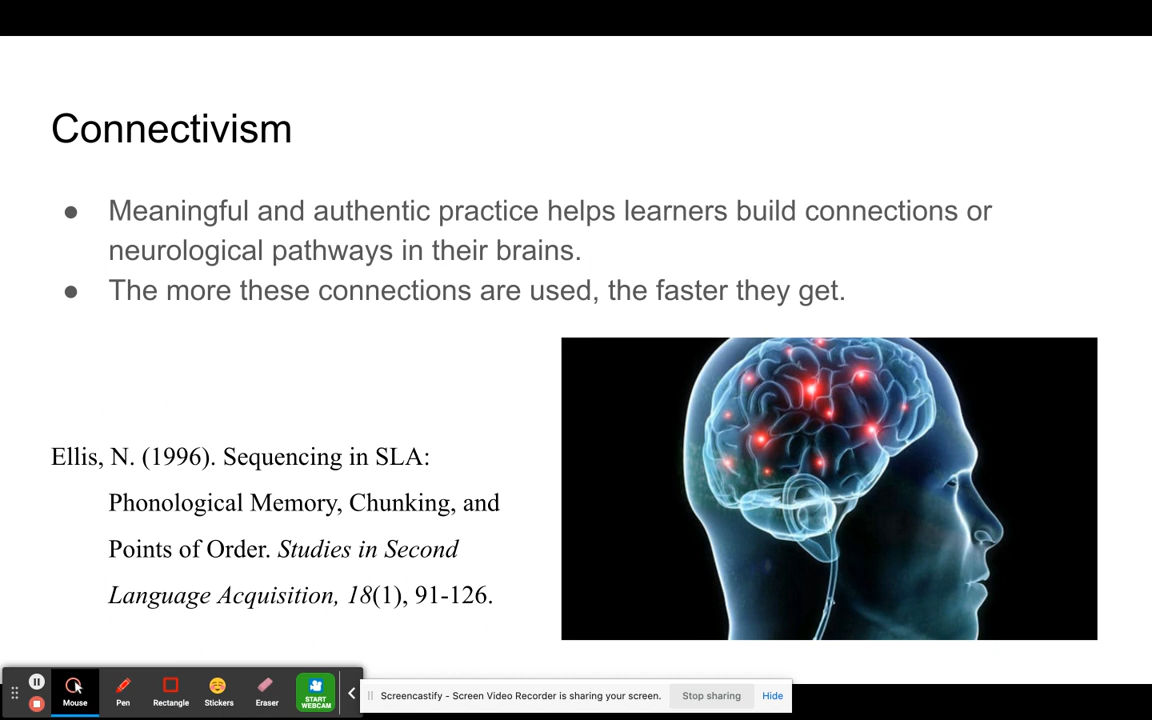 Connectivism
● Meaningful and authentic practice helps learners build connections or
neurological pathways in their brains.
● The more these connections are used, the faster they get.
Ellis, N. (1996). Sequencing in SLA:
Phonological Memory, Chunking, and
Points of Order. Studies in Second
Language Acquisition, 18(1), 91-126.
Mouse
Pen
Rectangle
Stickers
Eraser
START
WEBCAM
Screencastify - Screen Video Recorder is sharing your screen.
Stop sharing
Hide